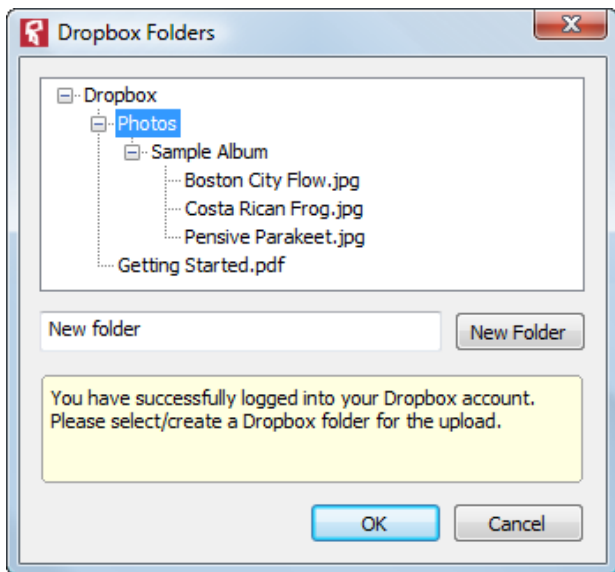 Dropbox Folders
Dropbox
Photos
Sample Album
Boston City Flow.jpg
Costa Rican Frog.jpg
Pensive Parakeet.jpg
Getting Started.pdf
New folder
New Folder
You have successfully logged into your Dropbox account.
Please select/create a Dropbox folder for the upload.
OK
Cancel